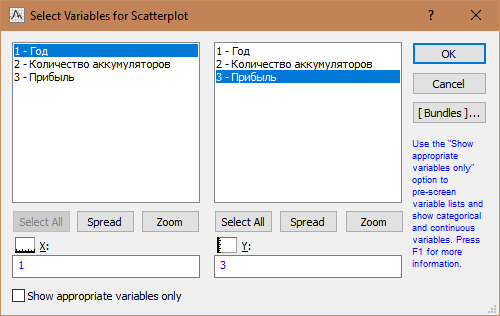 Select Variables for Scatterplot
?
1 - Год
2 - Количество аккумуляторов
3 - Прибыль
1 - Год
2 - Количество аккумуляторов
3 - Прибыль
OK
Cancel
[ Bundles ]...
Use the "Show
appropriate
variables only"
option to
pre-screen
variable lists and
show categorical
and continuous
variables. Press
F1 for more
information.
Select All
Spread
Zoom
Select All
Spread
Zoom
X:
Y:
1
3
Show appropriate variables only